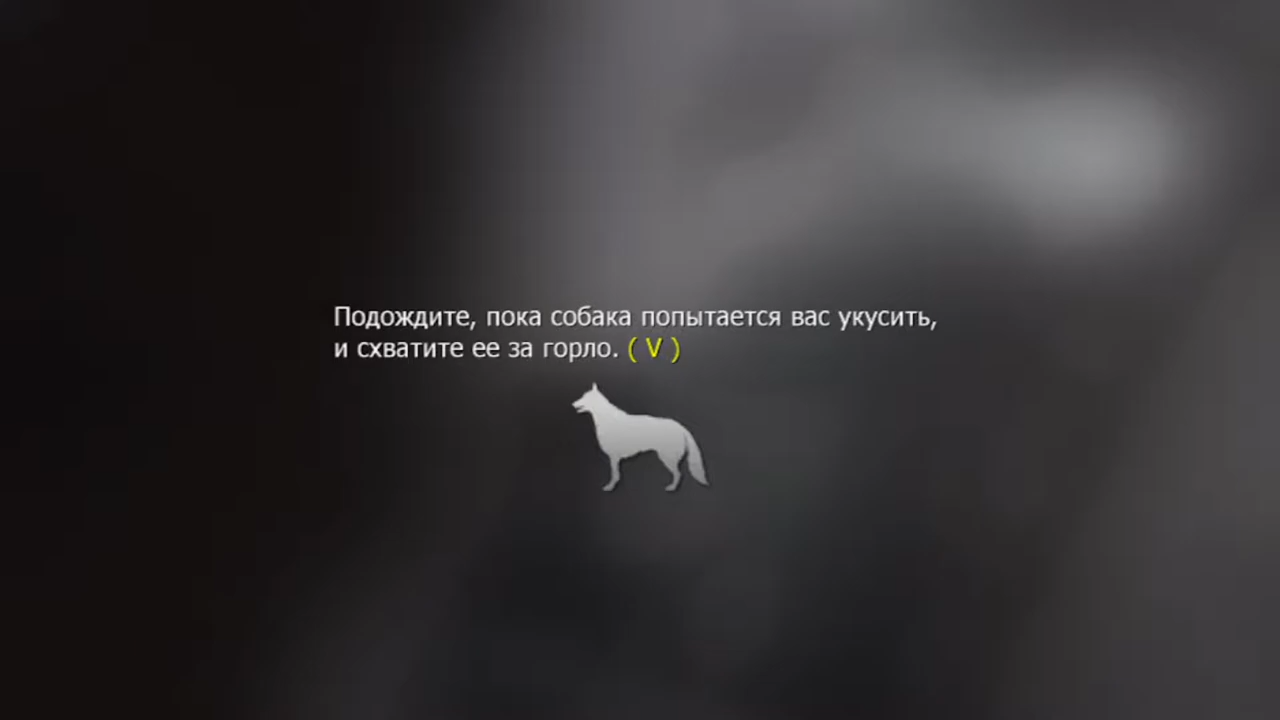 Подождите, пока собака попытается вас укусить,
и схватите ее за горло. ( V )